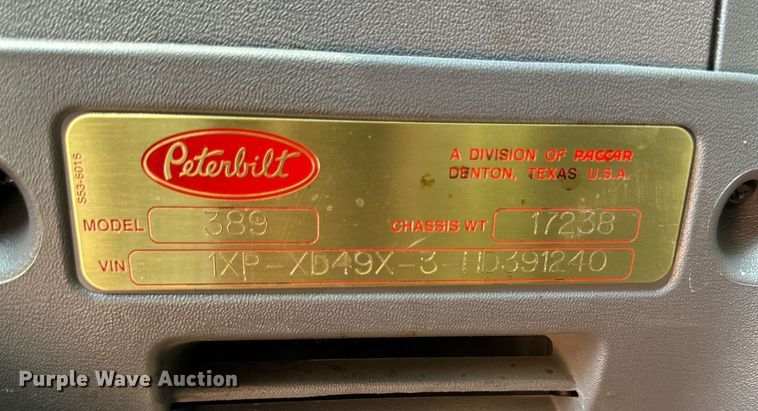 S53-6015
Peterbilt
A DIVISION OF PACCAR
DENTON, TEXAS U.S.A.
MODEL 389 CHASSIS WT 17238
VIN 1XP-XD49X-3-HD391240
Purple Wave Auction